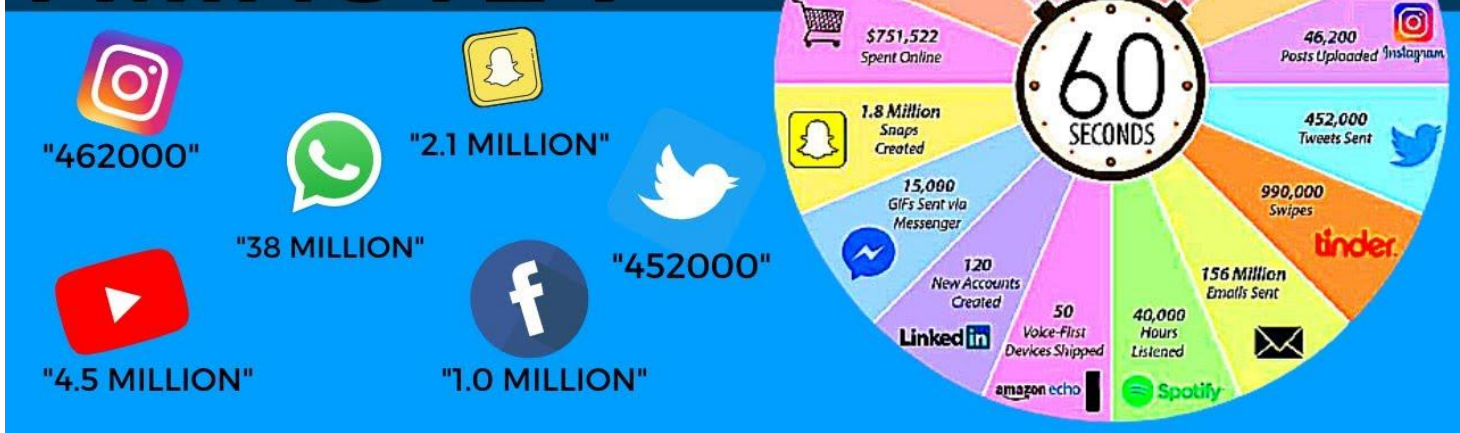 "462000"
"2.1 MILLION"
"38 MILLION"
"452000"
"4.5 MILLION"
"1.0 MILLION"
60
SECONDS
$751,522
Spent Online
1.8 Million
Snaps
Created
15,000
GIFs Sent via
Messenger
120
New Accounts
Created
Linked in
50
Voice-First
Devices Shipped
amazon echo
40,000
Hours
Listened
Spotify
156 Million
Emails Sent
990,000
Swipes
tinder.
452,000
Tweets Sent
46,200
Posts Uploaded
Instagram